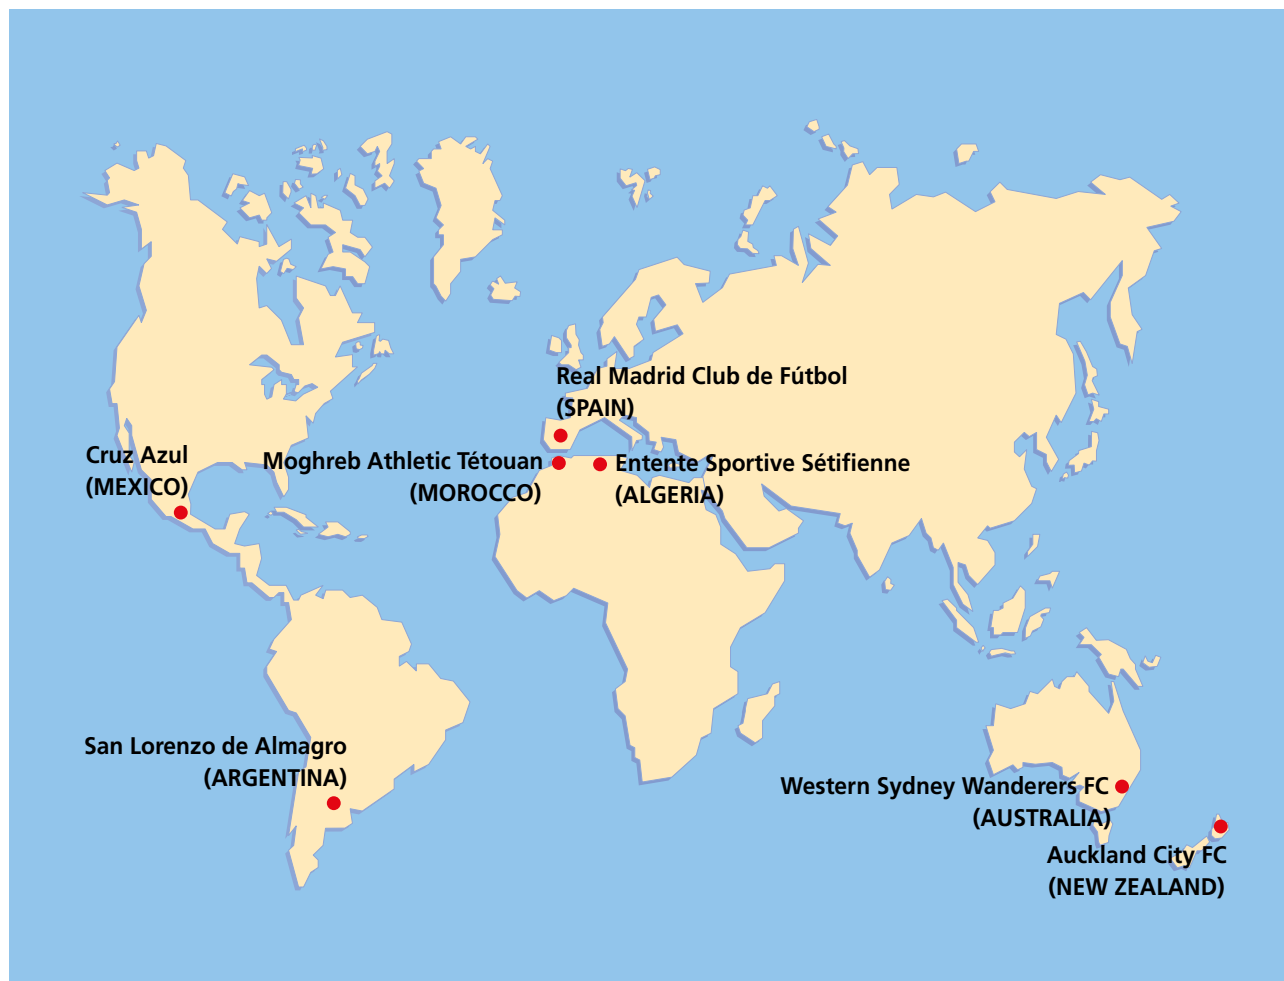 Real Madrid Club de Fútbol
(SPAIN)
Cruz Azul
(MEXICO)
Moghreb Athletic Tétouan
(MOROCCO)
Entente Sportive Sétifienne
(ALGERIA)
San Lorenzo de Almagro
(ARGENTINA)
Western Sydney Wanderers FC
(AUSTRALIA)
Auckland City FC
(NEW ZEALAND)